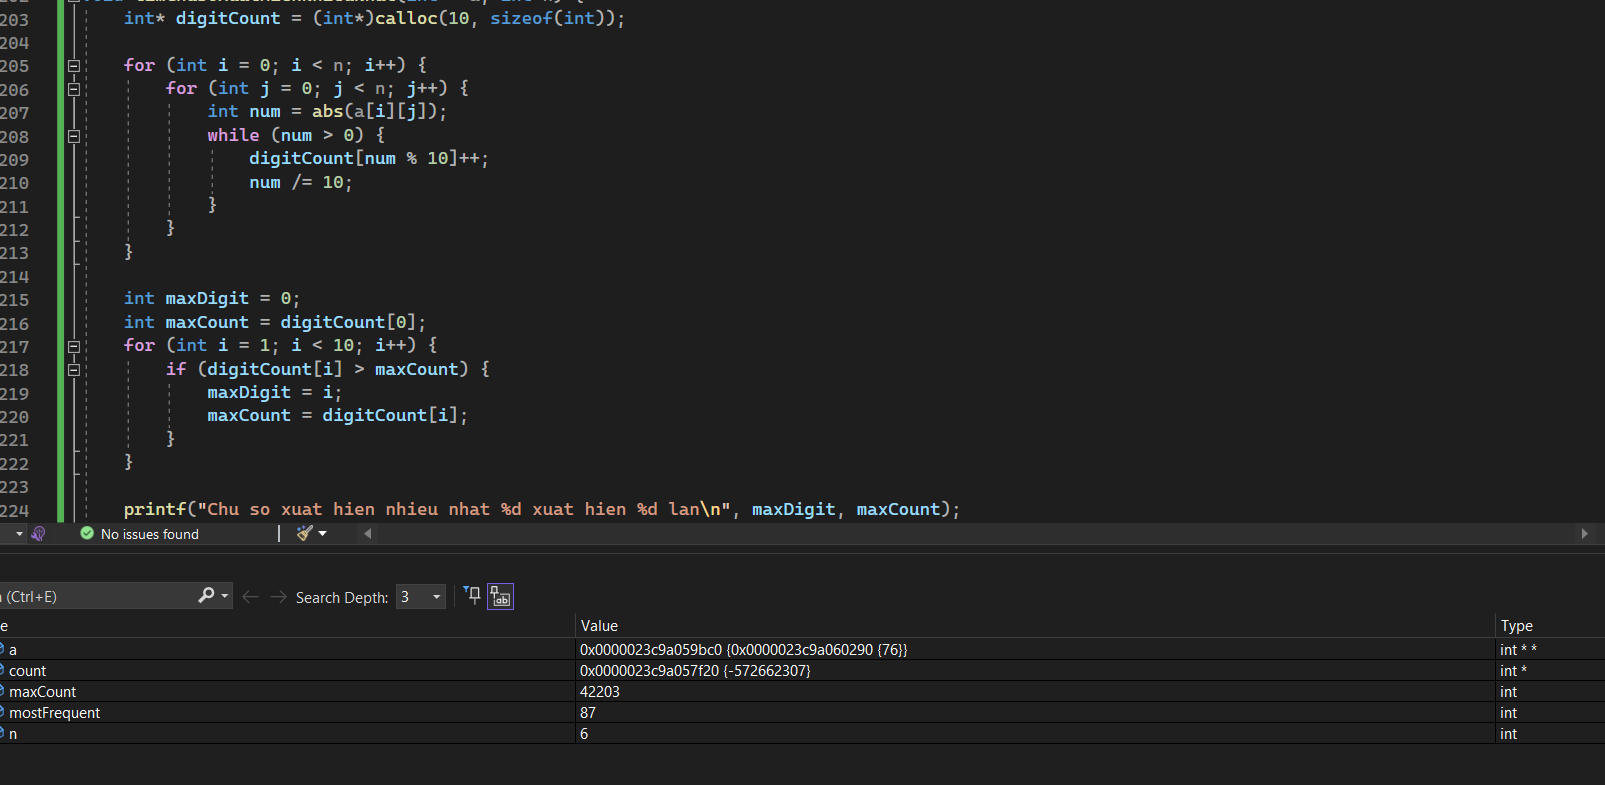 203 int* digitCount = (int*)calloc(10, sizeof(int));
204
205 for (int i = 0; i < n; i++) {
206 for (int j = 0; j < n; j++) {
207 int num = abs(a[i][j]);
208 while (num > 0) {
209 digitCount[num % 10]++;
210 num /= 10;
211 }
212 }
213 }
214
215 int maxDigit = 0;
216 int maxCount = digitCount[0];
217 for (int i = 1; i < 10; i++) {
218 if (digitCount[i] > maxCount) {
219 maxDigit = i;
220 maxCount = digitCount[i];
221 }
222 }
223
224 printf("Chu so xuat hien nhieu nhat %d xuat hien %d lan\n", maxDigit, maxCount);
No issues found
(Ctrl+E) Search Depth: 3
e Value Type
a 0x0000023c9a059bc0 {0x0000023c9a060290 {76}} int * *
count 0x0000023c9a057f20 {-572662307} int *
maxCount 42203 int
mostFrequent 87 int
n 6 int